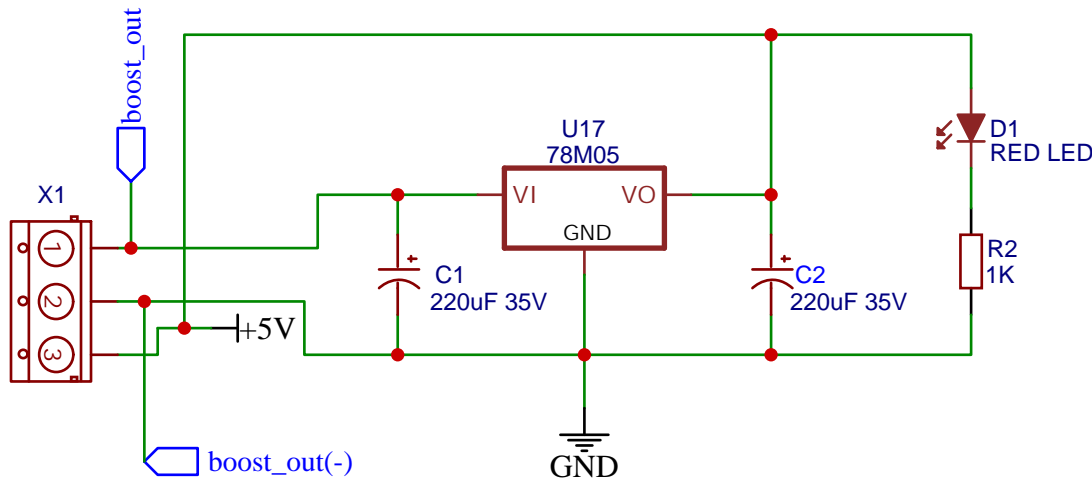 boost_out
X1
1
2
3
+5V
boost_out(-)
U17
78M05
VI
VO
GND
C1
220uF 35V
C2
220uF 35V
D1
RED LED
R2
1K
+
+
GND